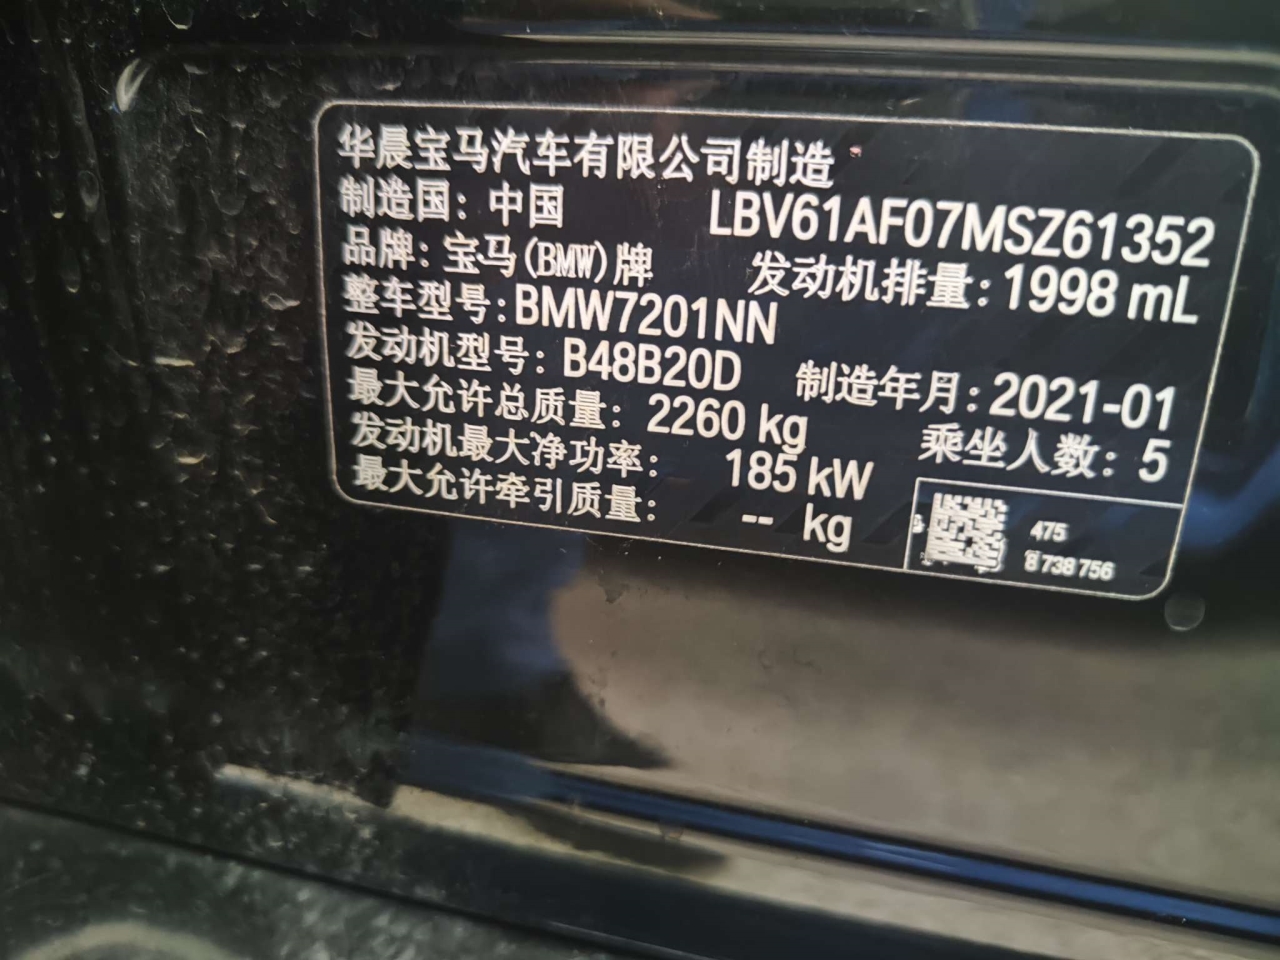 华晨宝马汽车有限公司制造
制造国：中国 LBV61AF07MSZ61352
品牌：宝马(BMW)牌 发动机排量：1998 mL
整车型号：BMW7201NN
发动机型号：B48B20D 制造年月：2021-01
最大允许总质量：2260 kg 乘坐人数：5
发动机最大净功率：185 kW
最大允许牵引质量：-- kg
475
8 738 756